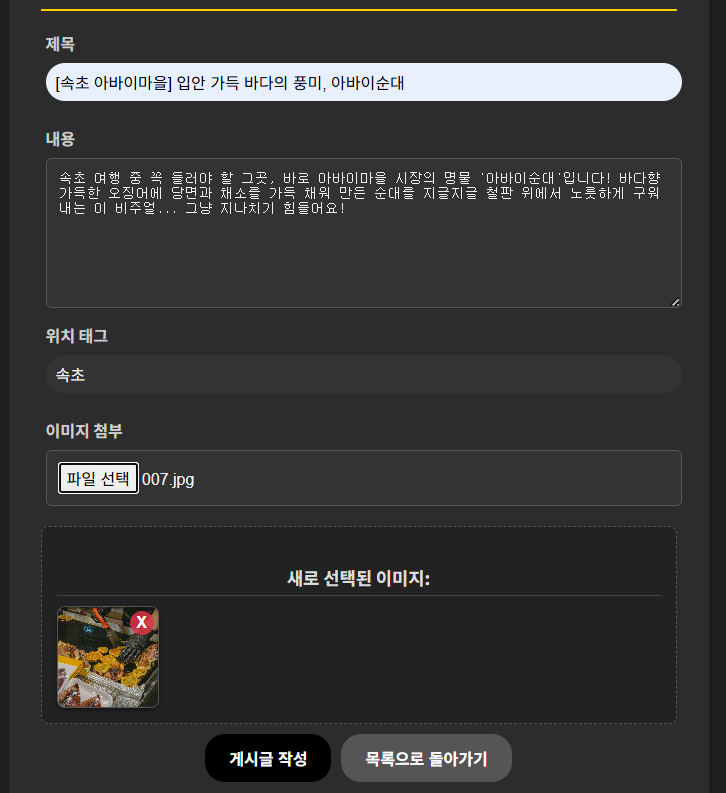 제목
[속초 아바이마을] 입안 가득 바다의 풍미, 아바이순대
내용
속초 여행 중 꼭 들러야 할 그곳, 바로 아바이마을 시장의 명물 '아바이순대'입니다! 바다향
가득한 오징어에 당면과 채소를 가득 채워 만든 순대를 지글지글 철판 위에서 노릇하게 구워
내는 이 비주얼... 그냥 지나치기 힘들어요!
위치 태그
속초
이미지 첨부
파일 선택 007.jpg
새로 선택된 이미지:
X
게시글 작성 목록으로 돌아가기